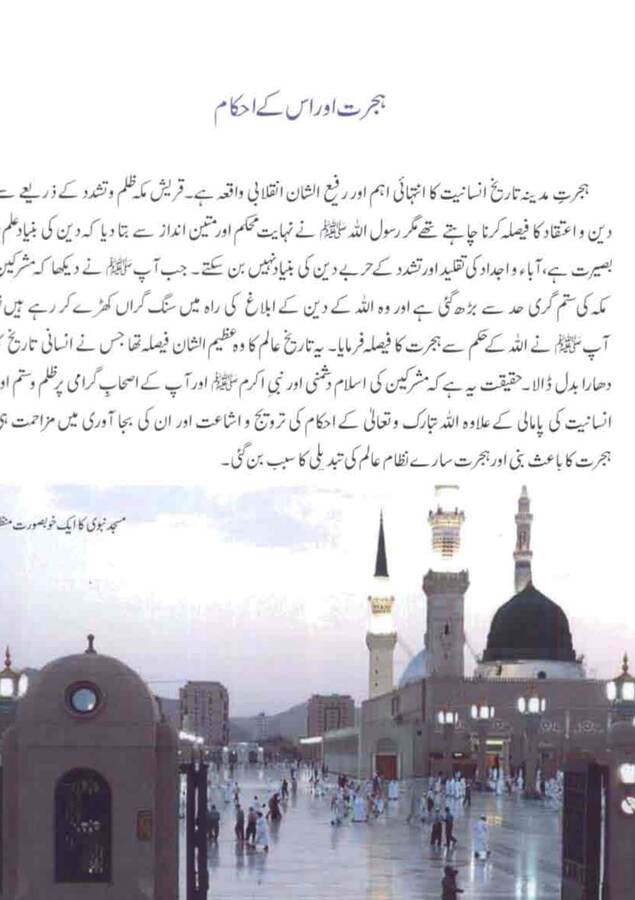 ہجرت اور اس کے احکام
ہجرتِ مدینہ تاریخ انسانیت کا انتہائی اہم اور رفیع الشان انقلابی واقعہ ہے۔ قریش مکہ ظلم و تشدد کے ذریعے سے
دین و اعتقاد کا فیصلہ کرنا چاہتے تھے مگر رسول اللہ ﷺ نے نہایت محکم اور متین انداز سے بتا دیا کہ دین کی بنیاد علم و
بصیرت ہے، آباء و اجداد کی تقلید اور تشدد کے حربے دین کی بنیاد نہیں بن سکتے۔ جب آپ ﷺ نے دیکھا کہ مشرکین
مکہ کی ستم گری حد سے بڑھ گئی ہے اور وہ اللہ کے دین کے ابلاغ کی راہ میں سنگ گراں کھڑے کر رہے ہیں
آپ ﷺ نے اللہ کے حکم سے ہجرت کا فیصلہ فرمایا۔ یہ تاریخ عالم کا وہ عظیم الشان فیصلہ تھا جس نے انسانی تاریخ کا
دھارا بدل ڈالا۔ حقیقت یہ ہے کہ مشرکین کی اسلام دشمنی اور نبیِ اکرم ﷺ اور آپ کے اصحابِ گرامی پر ظلم و ستم او
انسانیت کی پامالی کے علاوہ اللہ تبارک و تعالیٰ کے احکام کی ترویج و اشاعت اور ان کی بجا آوری میں مزاحمت ہی
ہجرت کا باعث بنی اور ہجرت سارے نظام عالم کی تبدیلی کا سبب بن گئی۔
مسجد نبوی کا ایک خوبصورت منظ